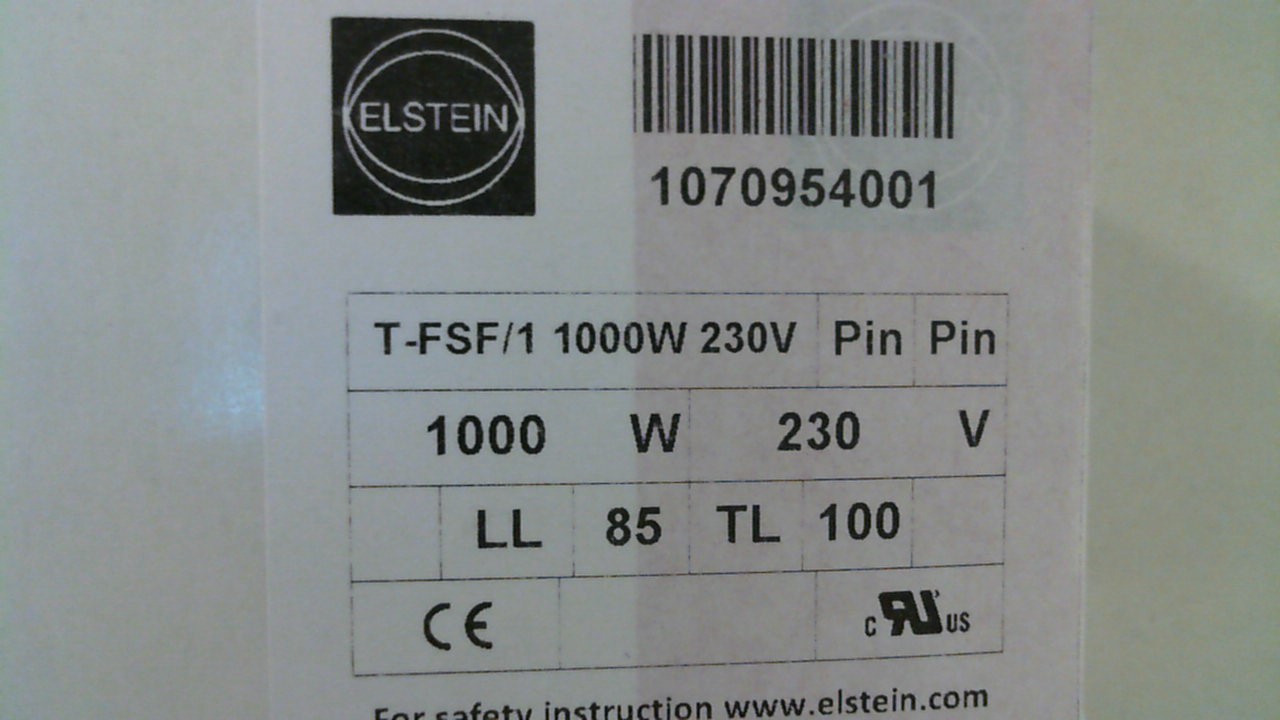 ELSTEIN
1070954001
T-FSF/1 1000W 230V Pin Pin
1000 W 230 V
LL 85 TL 100
CE c RU US
For safety instruction www.elstein.com